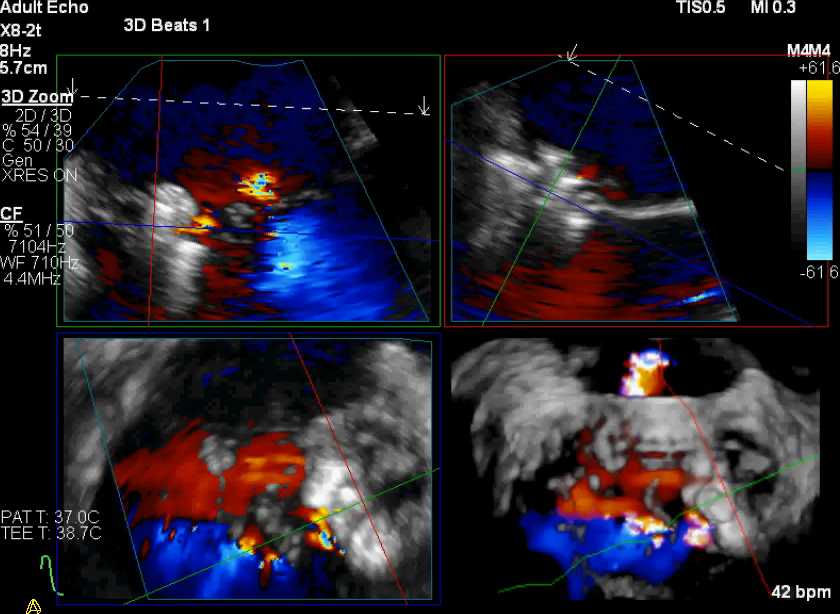 Adult Echo
TIS0.5 MI 0.3
X8-2t
3D Beats 1
8Hz
5.7cm
M4M4
+61.6
3D Zoom
2D / 3D
% 54 / 39
C 50 / 30
Gen
XRES ON
CF
% 51 / 50
7104Hz
WF 710Hz
4.4MHz
-61.6
PAT T: 37.0C
TEE T: 38.7C
42 bpm